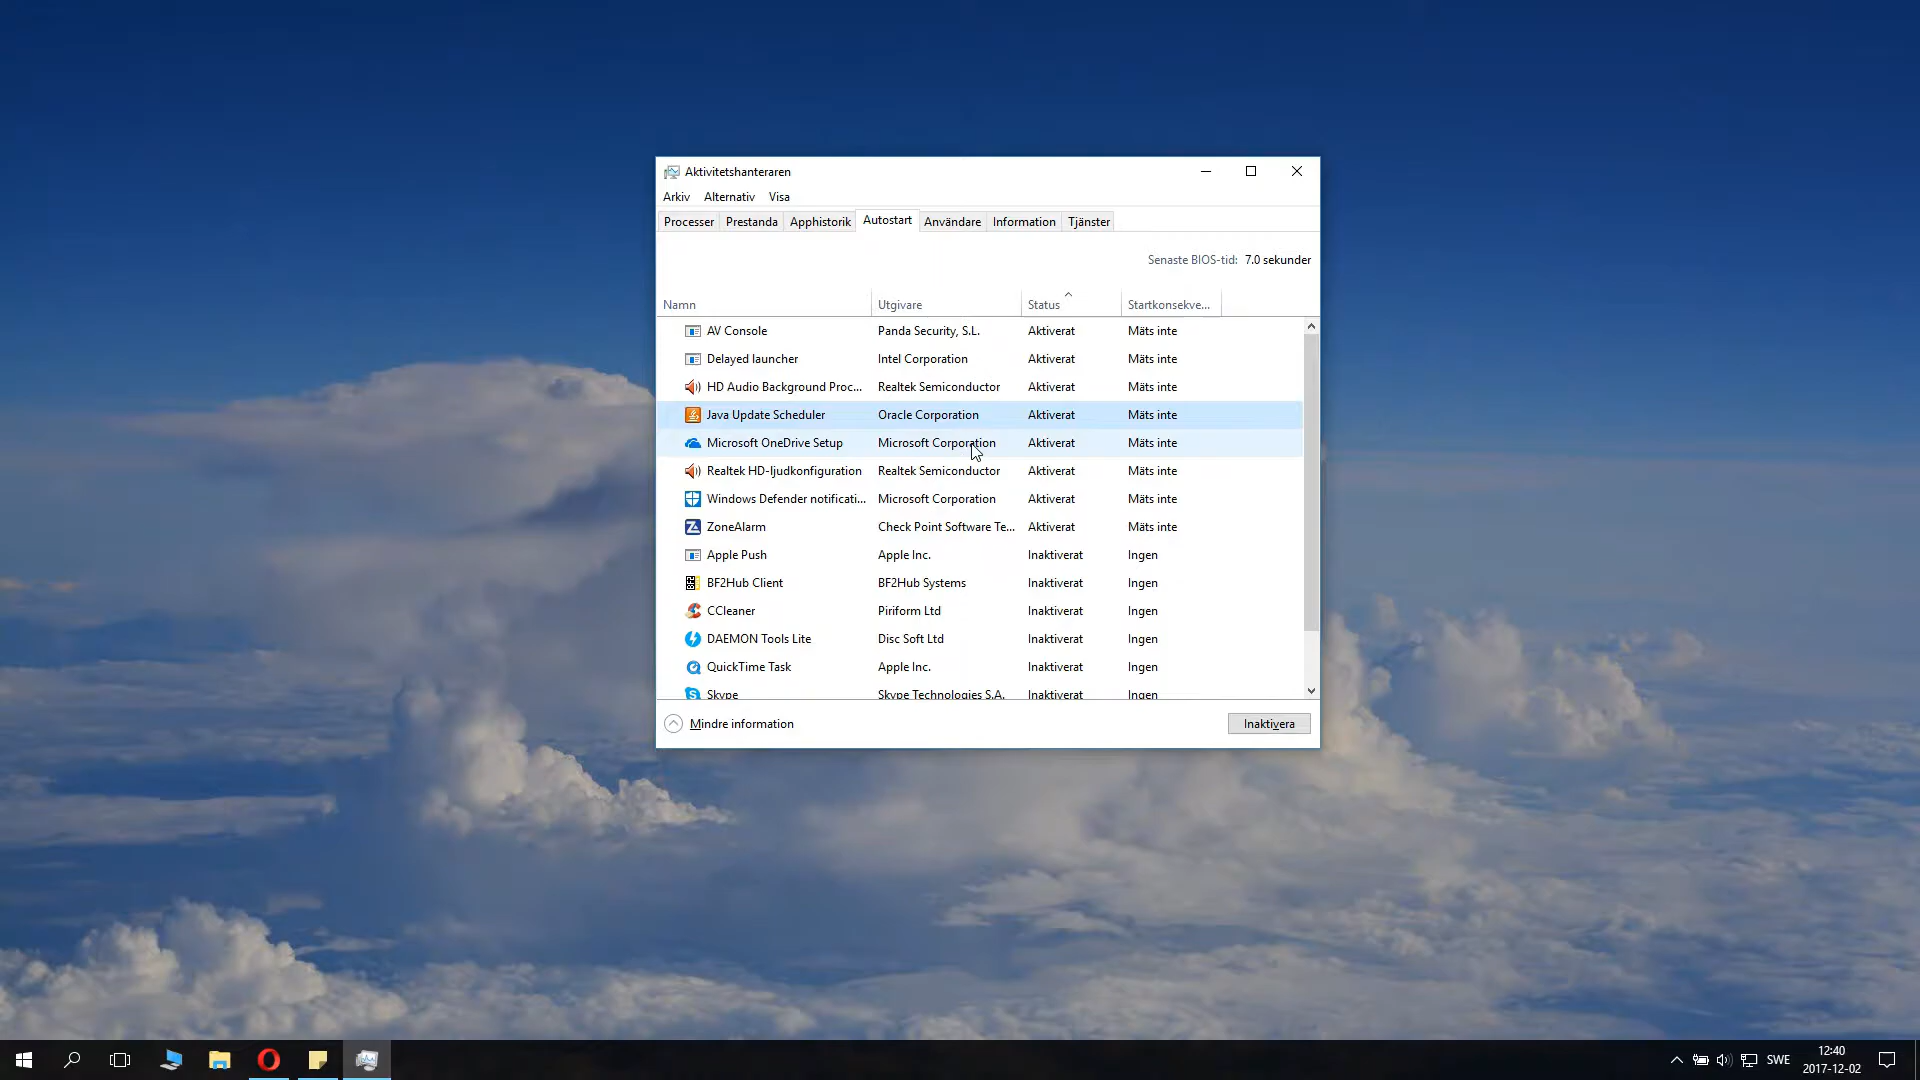 Aktivitetshanteraren
Arkiv Alternativ Visa
Processer Prestanda Apphistorik Autostart Användare Information Tjänster
Senaste BIOS-tid: 7.0 sekunder
Namn Utgivare Status Startkonsekve...
AV Console Panda Security, S.L. Aktiverat Mäts inte
Delayed launcher Intel Corporation Aktiverat Mäts inte
HD Audio Background Proc... Realtek Semiconductor Aktiverat Mäts inte
Java Update Scheduler Oracle Corporation Aktiverat Mäts inte
Microsoft OneDrive Setup Microsoft Corporation Aktiverat Mäts inte
Realtek HD-ljudkonfiguration Realtek Semiconductor Aktiverat Mäts inte
Windows Defender notificati... Microsoft Corporation Aktiverat Mäts inte
ZoneAlarm Check Point Software Te... Aktiverat Mäts inte
Apple Push Apple Inc. Inaktiverat Ingen
BF2Hub Client BF2Hub Systems Inaktiverat Ingen
CCleaner Piriform Ltd Inaktiverat Ingen
DAEMON Tools Lite Disc Soft Ltd Inaktiverat Ingen
QuickTime Task Apple Inc. Inaktiverat Ingen
Skype Skype Technologies S.A. Inaktiverat Ingen
Mindre information Inaktivera
SWE 12:40
2017-12-02